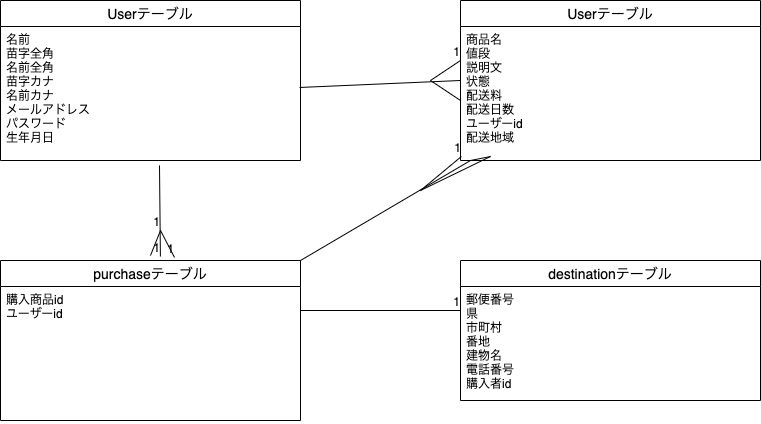 Userテーブル
名前
苗字全角
名前全角
苗字カナ
名前カナ
メールアドレス
パスワード
生年月日
Userテーブル
商品名
値段
説明文
状態
配送料
配送日数
ユーザーid
配送地域
1
1
1
1
1
purchaseテーブル
購入商品id
ユーザーid
destinationテーブル
郵便番号
県
市町村
番地
建物名
電話番号
購入者id
1